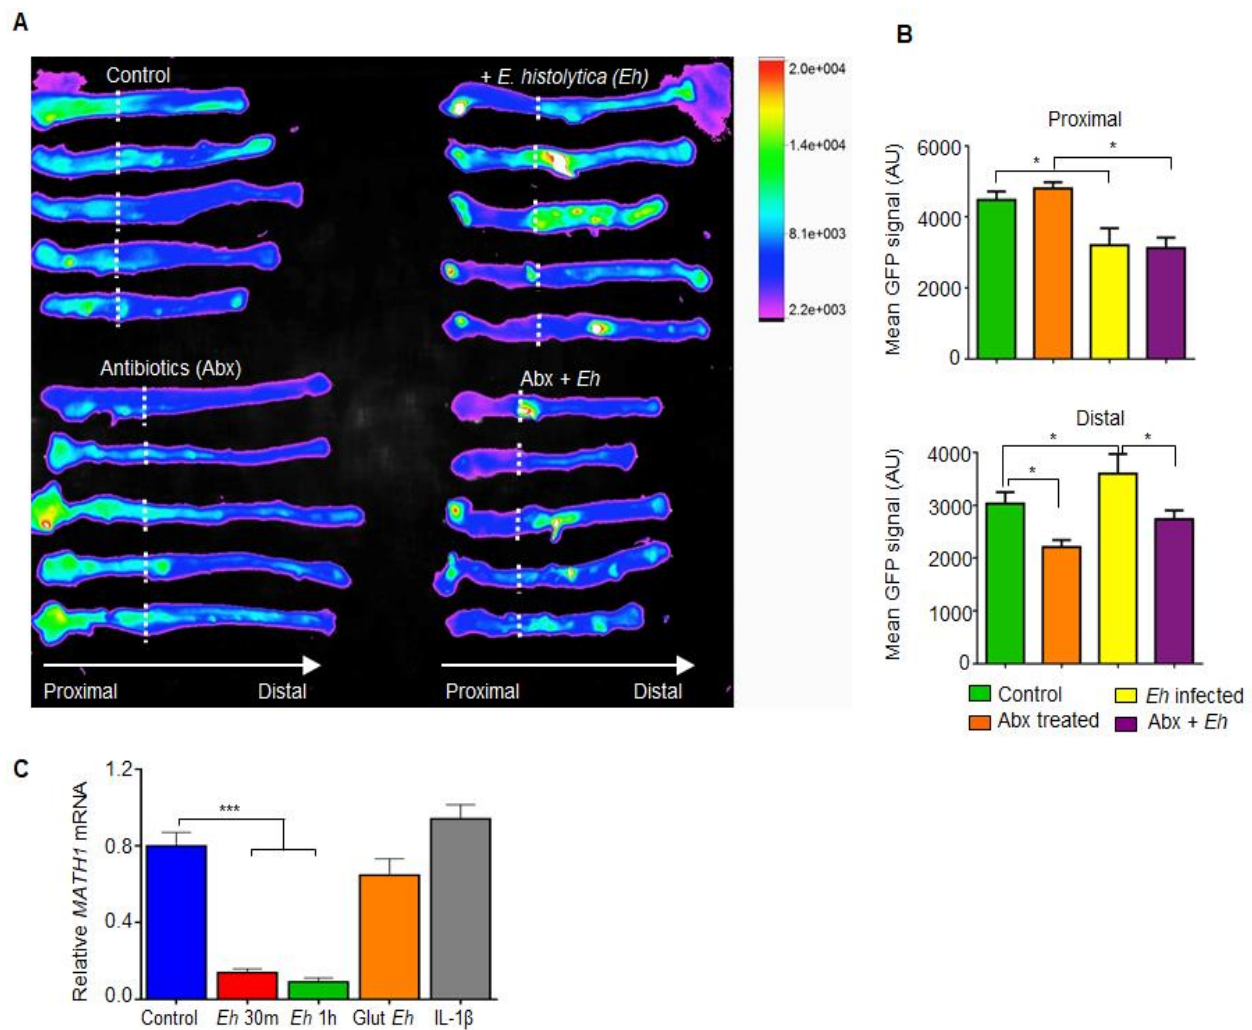 A
Control
+ E. histolytica (Eh)
2.0e+004
1.4e+004
8.1e+003
2.2e+003
Antibiotics (Abx)
Abx + Eh
Proximal Distal
Proximal Distal
B
Proximal
Mean GFP signal (AU)
6000
4000
2000
0
* *
Distal
Mean GFP signal (AU)
4000
3000
2000
1000
0
* * *
Control
Eh infected
Abx treated
Abx + Eh
C
Relative MATH1 mRNA
1.2
0.8
0.4
0.0
***
Control Eh 30m Eh 1h Glut Eh IL-1β